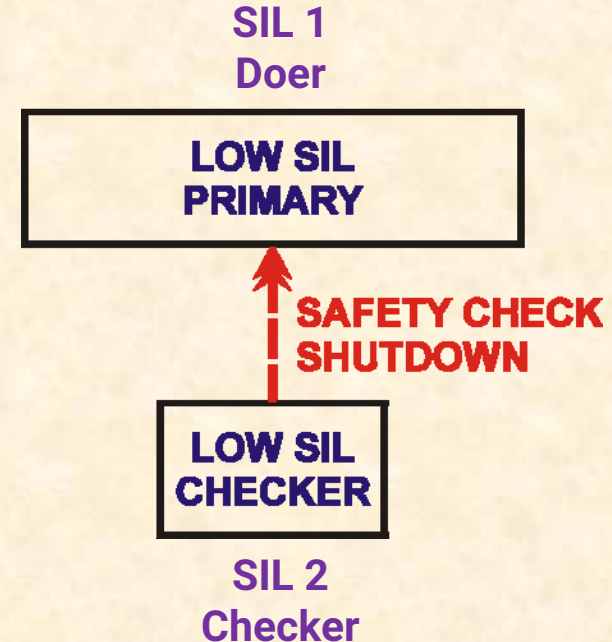 SIL 1
Doer
LOW SIL
PRIMARY
SAFETY CHECK
SHUTDOWN
LOW SIL
CHECKER
SIL 2
Checker